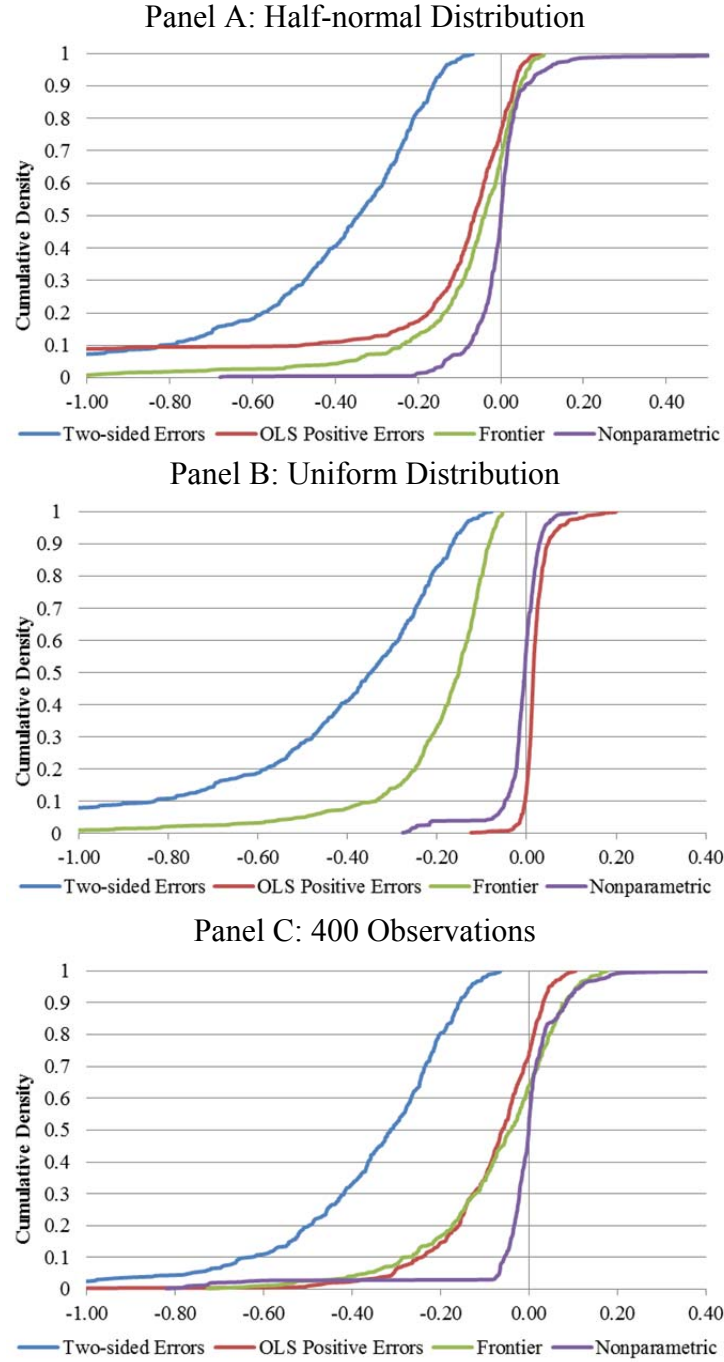 Panel A: Half-normal Distribution
1
0.9
0.8
0.7
0.6
0.5
0.4
0.3
0.2
0.1
0
Cumulative Density
-1.00 -0.80 -0.60 -0.40 -0.20 0.00 0.20 0.40
Two-sided Errors OLS Positive Errors Frontier Nonparametric
Panel B: Uniform Distribution
1
0.9
0.8
0.7
0.6
0.5
0.4
0.3
0.2
0.1
0
Cumulative Density
-1.00 -0.80 -0.60 -0.40 -0.20 0.00 0.20 0.40
Two-sided Errors OLS Positive Errors Frontier Nonparametric
Panel C: 400 Observations
1
0.9
0.8
0.7
0.6
0.5
0.4
0.3
0.2
0.1
0
Cumulative Density
-1.00 -0.80 -0.60 -0.40 -0.20 0.00 0.20 0.40
Two-sided Errors OLS Positive Errors Frontier Nonparametric